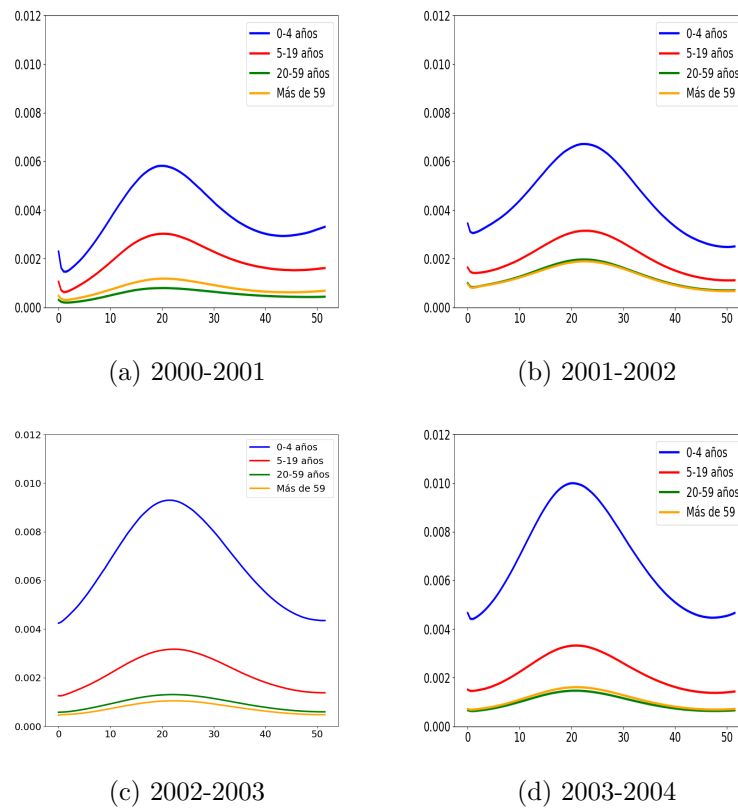 0.012
0.010
0.008
0.006
0.004
0.002
0.000
0 10 20 30 40 50
0-4 años
5-19 años
20-59 años
Más de 59
(a) 2000-2001
0.012
0.010
0.008
0.006
0.004
0.002
0.000
0 10 20 30 40 50
0-4 años
5-19 años
20-59 años
Más de 59
(b) 2001-2002
0.012
0.010
0.008
0.006
0.004
0.002
0.000
0 10 20 30 40 50
0-4 años
5-19 años
20-59 años
Más de 59
(c) 2002-2003
0.012
0.010
0.008
0.006
0.004
0.002
0.000
0 10 20 30 40 50
0-4 años
5-19 años
20-59 años
Más de 59
(d) 2003-2004